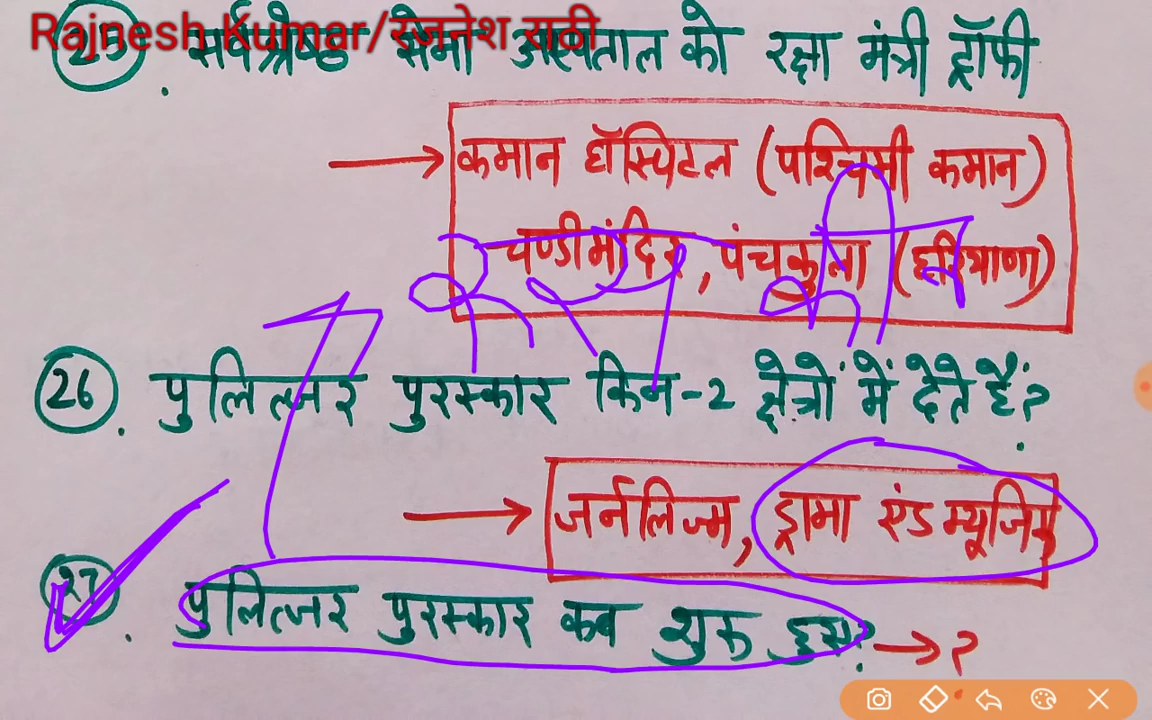 Rajnesh Kumar/रजनेश राठी
25. सर्वश्रेष्ठ सेना अस्पताल को रक्षा मंत्री ट्रॉफी
→ कमान हॉस्पिटल (पश्चिमी कमान)
चण्डीमंदिर, पंचकुला (हरियाणा)
26. पुलित्जर पुरस्कार किन-2 क्षेत्रों में देते हैं?
→ जर्नलिज्म, ड्रामा एंड म्यूजिक
27. पुलित्जर पुरस्कार कब शुरू हुए? → ?